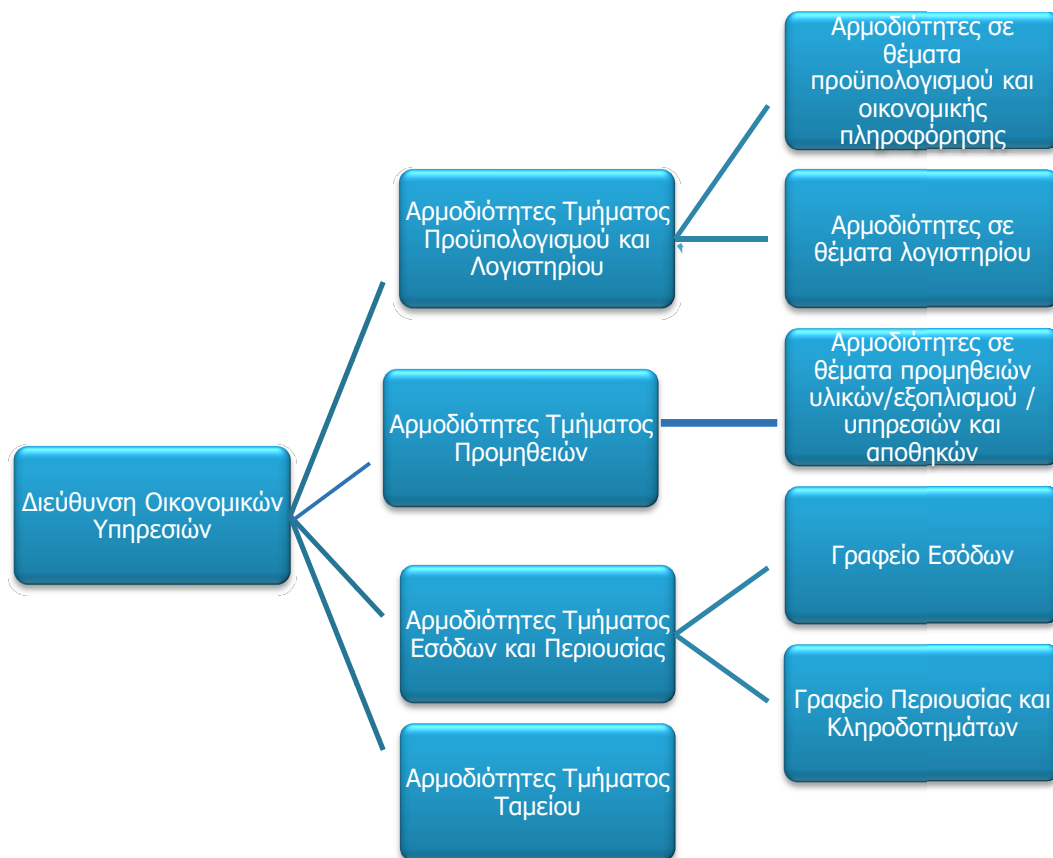 Διεύθυνση Οικονομικών
Υπηρεσιών
Αρμοδιότητες Τμήματος
Προϋπολογισμού και
Λογιστηρίου
Αρμοδιότητες σε
θέματα
προϋπολογισμού και
οικονομικής
πληροφόρησης
Αρμοδιότητες σε
θέματα λογιστηρίου
Αρμοδιότητες Τμήματος
Προμηθειών
Αρμοδιότητες σε
θέματα προμηθειών
υλικών/εξοπλισμού /
υπηρεσιών και
αποθηκών
Αρμοδιότητες Τμήματος
Εσόδων και Περιουσίας
Γραφείο Εσόδων
Γραφείο Περιουσίας και
Κληροδοτημάτων
Αρμοδιότητες Τμήματος
Ταμείου